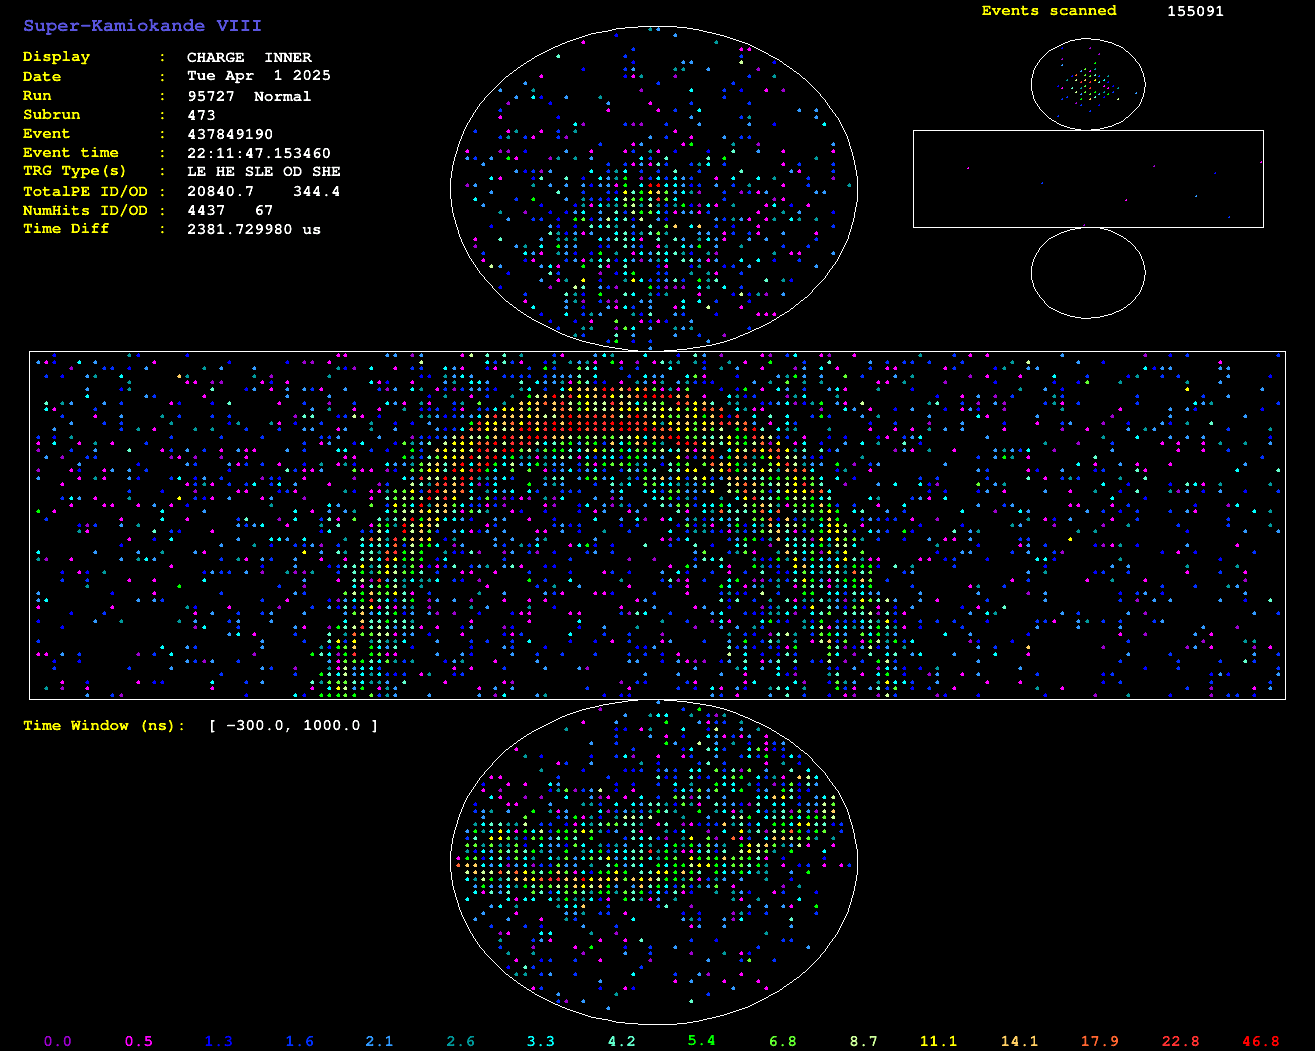 Super-Kamiokande VIII
Events scanned 155091
Display : CHARGE INNER
Date : Tue Apr 1 2025
Run : 95727 Normal
Subrun : 473
Event : 437849190
Event time : 22:11:47.153460
TRG Type(s) : LE HE SLE OD SHE
TotalPE ID/OD : 20840.7 344.4
NumHits ID/OD : 4437 67
Time Diff : 2381.729980 us
Time Window (ns): [ -300.0, 1000.0 ]
0.0 0.5 1.3 1.6 2.1 2.6 3.3 4.2 5.4 6.8 8.7 11.1 14.1 17.9 22.8 46.8